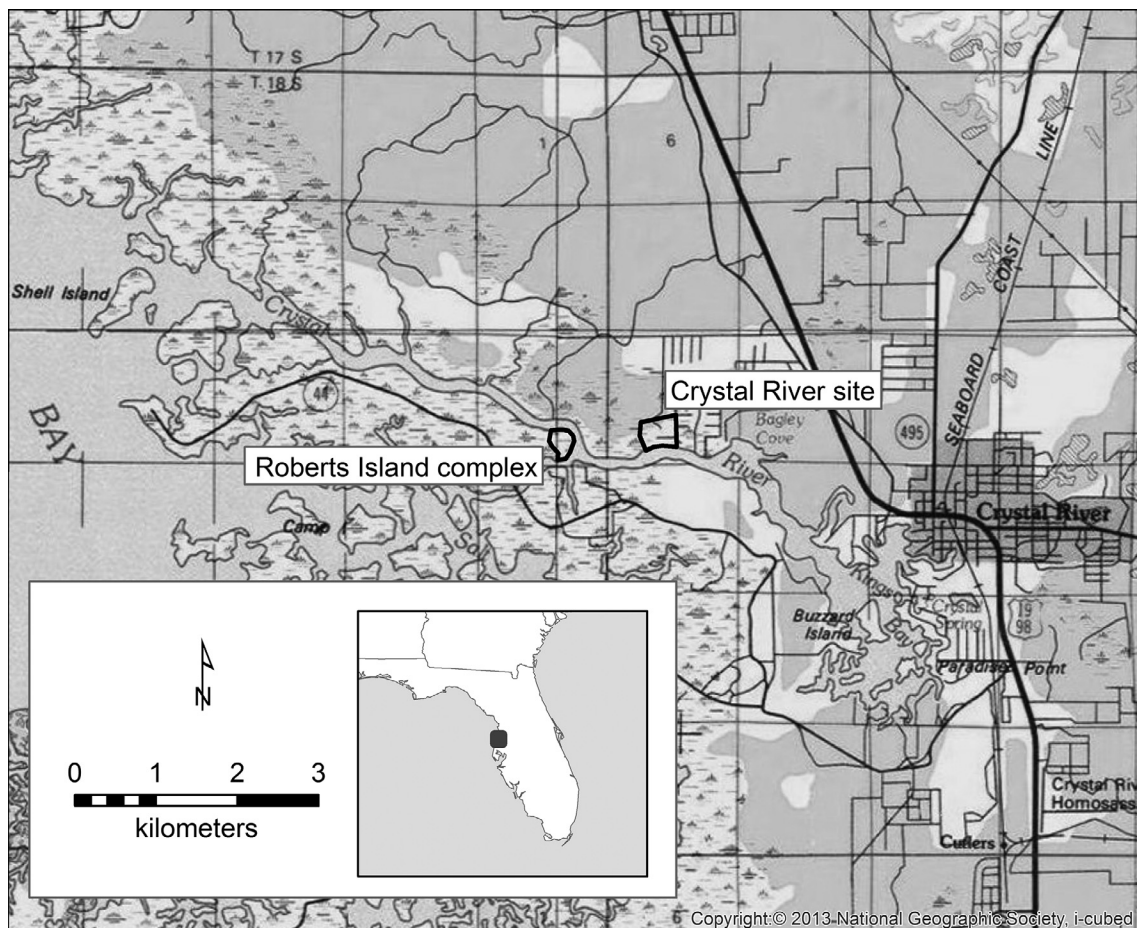 T 17 S
T. 18 S
1
6
LINE
COAST
SEABOARD
Shell Island
Crystal
44
BAY
Crystal River site
Bagley
Cove
495
Roberts Island complex
River
Crystal River
Camp
Kings
Bay
Crystal
Spring
19
98
Buzzard
Island
Paradise Point
N
0 1 2 3
kilometers
Crystal Riv
Homosass
Cutlers
6
Copyright:© 2013 National Geographic Society, i-cubed